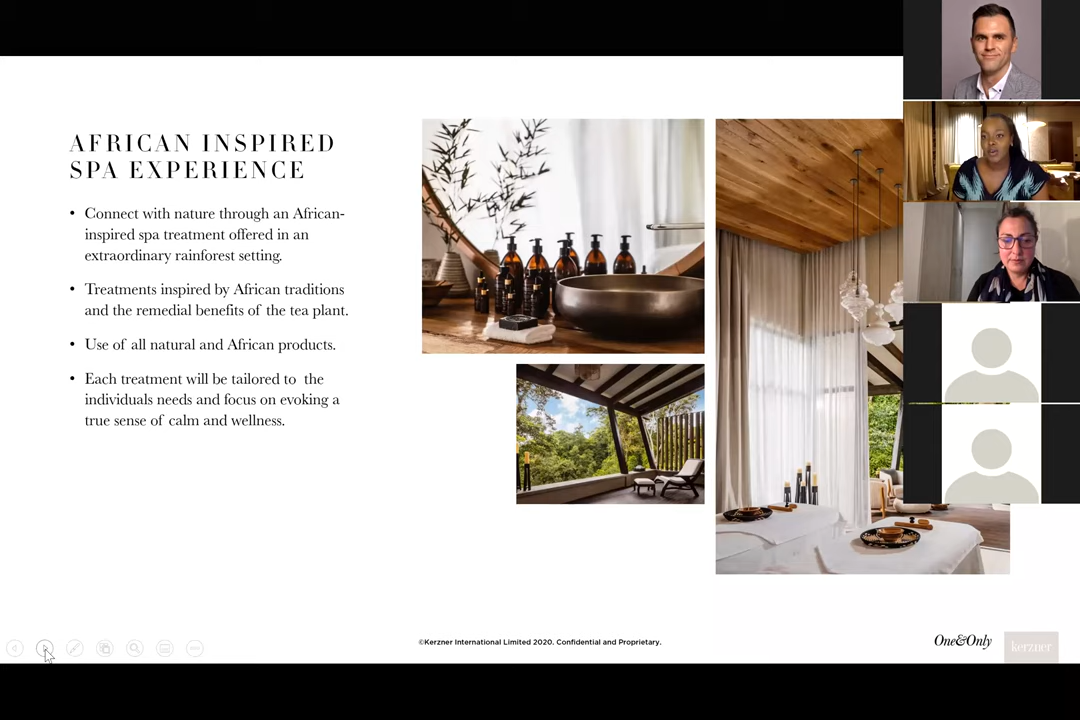 AFRICAN INSPIRED
SPA EXPERIENCE
• Connect with nature through an African-
inspired spa treatment offered in an
extraordinary rainforest setting.
• Treatments inspired by African traditions
and the remedial benefits of the tea plant.
• Use of all natural and African products.
• Each treatment will be tailored to the
individuals needs and focus on evoking a
true sense of calm and wellness.
©Kerzner International Limited 2020. Confidential and Proprietary.
One&Only
kerzner